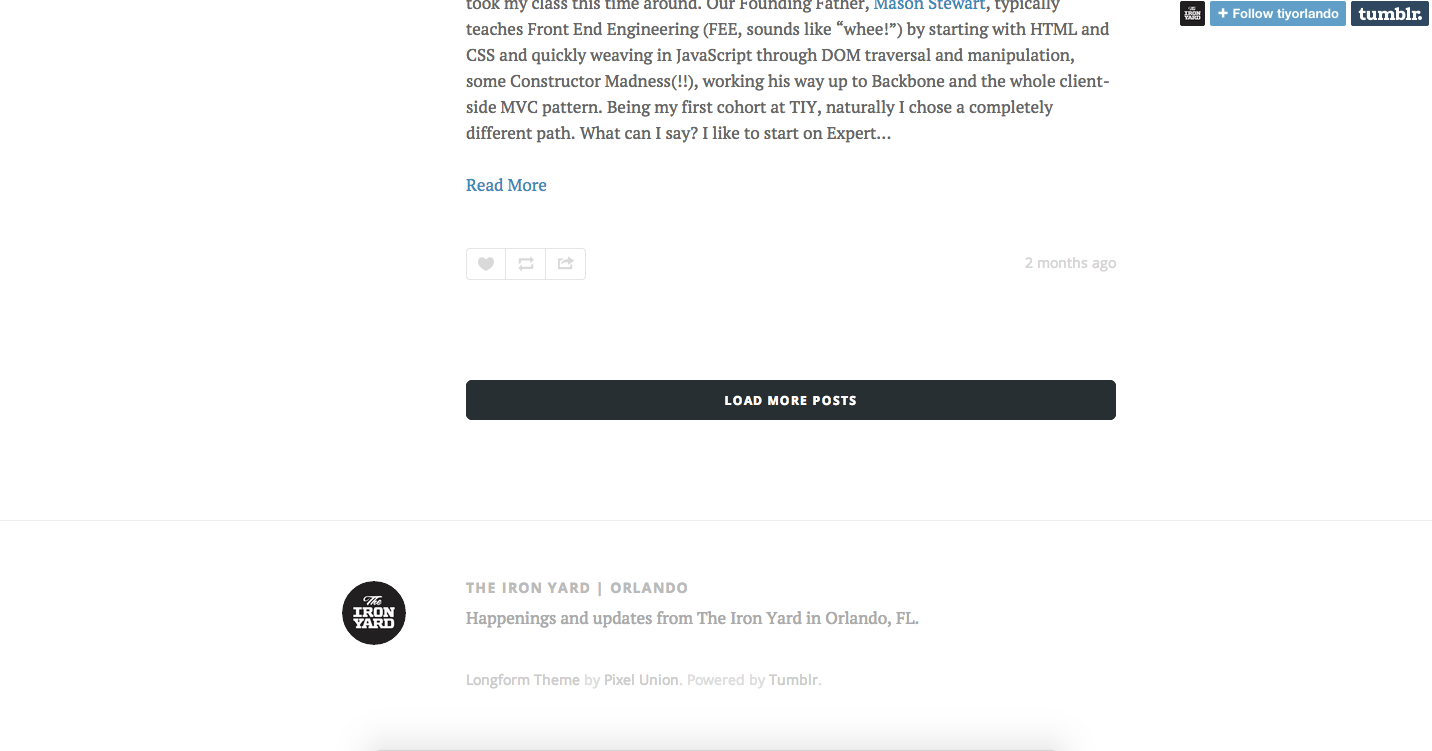 took my class this time around. Our Founding Father, Mason Stewart, typically
teaches Front End Engineering (FEE, sounds like “whee!”) by starting with HTML and
CSS and quickly weaving in JavaScript through DOM traversal and manipulation,
some Constructor Madness(!!), working his way up to Backbone and the whole client-
side MVC pattern. Being my first cohort at TIY, naturally I chose a completely
different path. What can I say? I like to start on Expert…
Read More
2 months ago
The IRON YARD
+ Follow tiyorlando
tumblr.
LOAD MORE POSTS
The
IRON
YARD
THE IRON YARD | ORLANDO
Happenings and updates from The Iron Yard in Orlando, FL.
Longform Theme by Pixel Union. Powered by Tumblr.